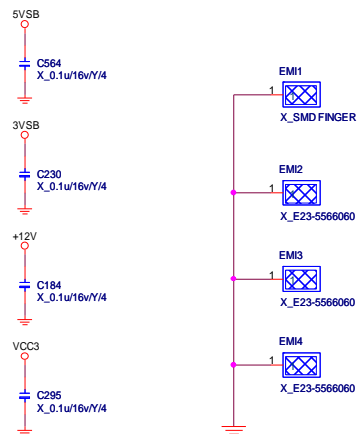 5VSB
C564
X_0.1u/16v/Y/4
3VSB
C230
X_0.1u/16v/Y/4
+12V
C184
X_0.1u/16v/Y/4
VCC3
C295
X_0.1u/16v/Y/4
EMI1
1
X_SMD FINGER
EMI2
1
X_E23-5566060
EMI3
1
X_E23-5566060
EMI4
1
X_E23-5566060